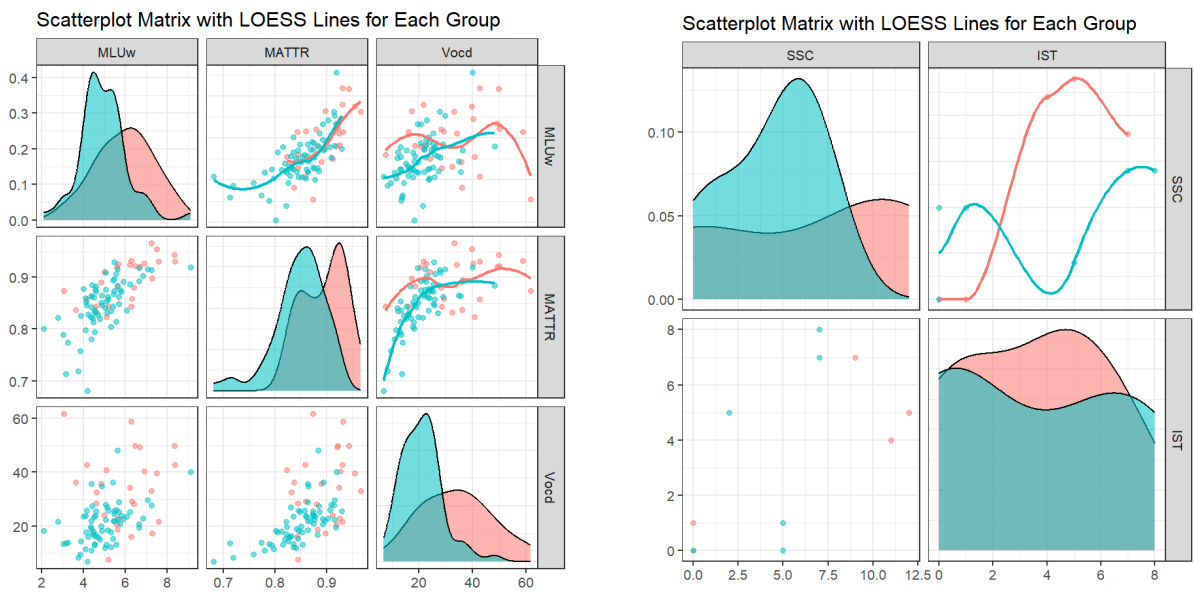 Scatterplot Matrix with LOESS Lines for Each Group
MLUw MATTR Vocd
0.4
0.3
0.2
0.1
0.0
MLUw
0.9
0.8
0.7
MATTR
60
40
20
Vocd
2 4 6 8 0.7 0.8 0.9 20 40 60
Scatterplot Matrix with LOESS Lines for Each Group
SSC IST
0.10
0.05
0.00
SSC
8
6
4
2
0
IST
0.0 2.5 5.0 7.5 10.0 12.5 0 2 4 6 8